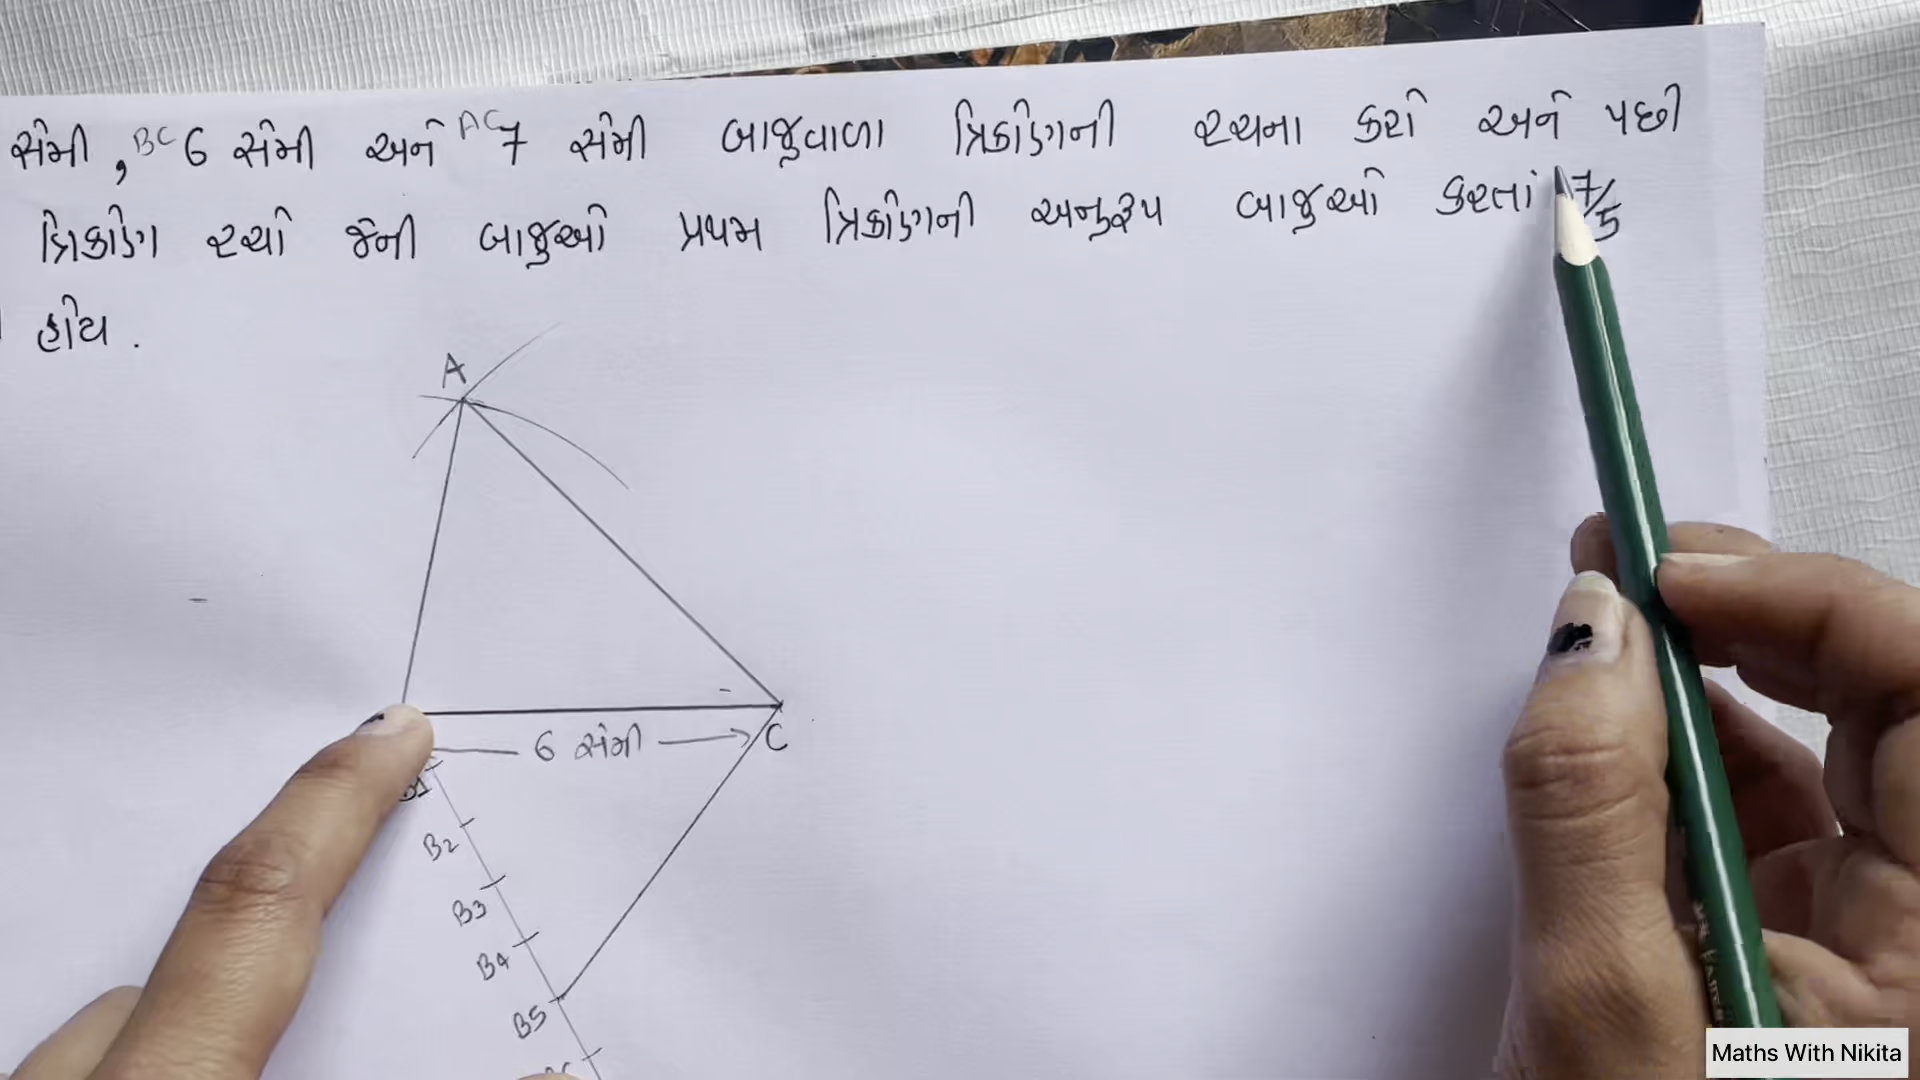 સેમી , BC 6 સેમી અને AC 7 સેમી બાજુવાળા ત્રિકોણની રચના કરો અને પછી
ત્રિકોણ રચો જેની બાજુઓ પ્રથમ ત્રિકોણની અનુરૂપ બાજુઓ કરતાં 7/5
હોય .
A
6 સેમી
C
B1
B2
B3
B4
B5
Maths With Nikita